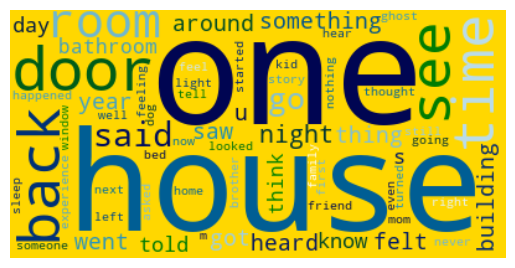 day
room
around
something
ghost
bathroom
hear
door
one
see
time
happened
year
feeling
feel
light
tell
started
kid
story
nothing
go
thought
window
well
dog
u
back
said
saw
night
thing
still
now
looked
going
house
bed
think
s
building
sleep
experience
next
home
brother
family
first
even
turned
mom
right
left
asked
friend
someone
went
told
m
got
heard
know
felt
never